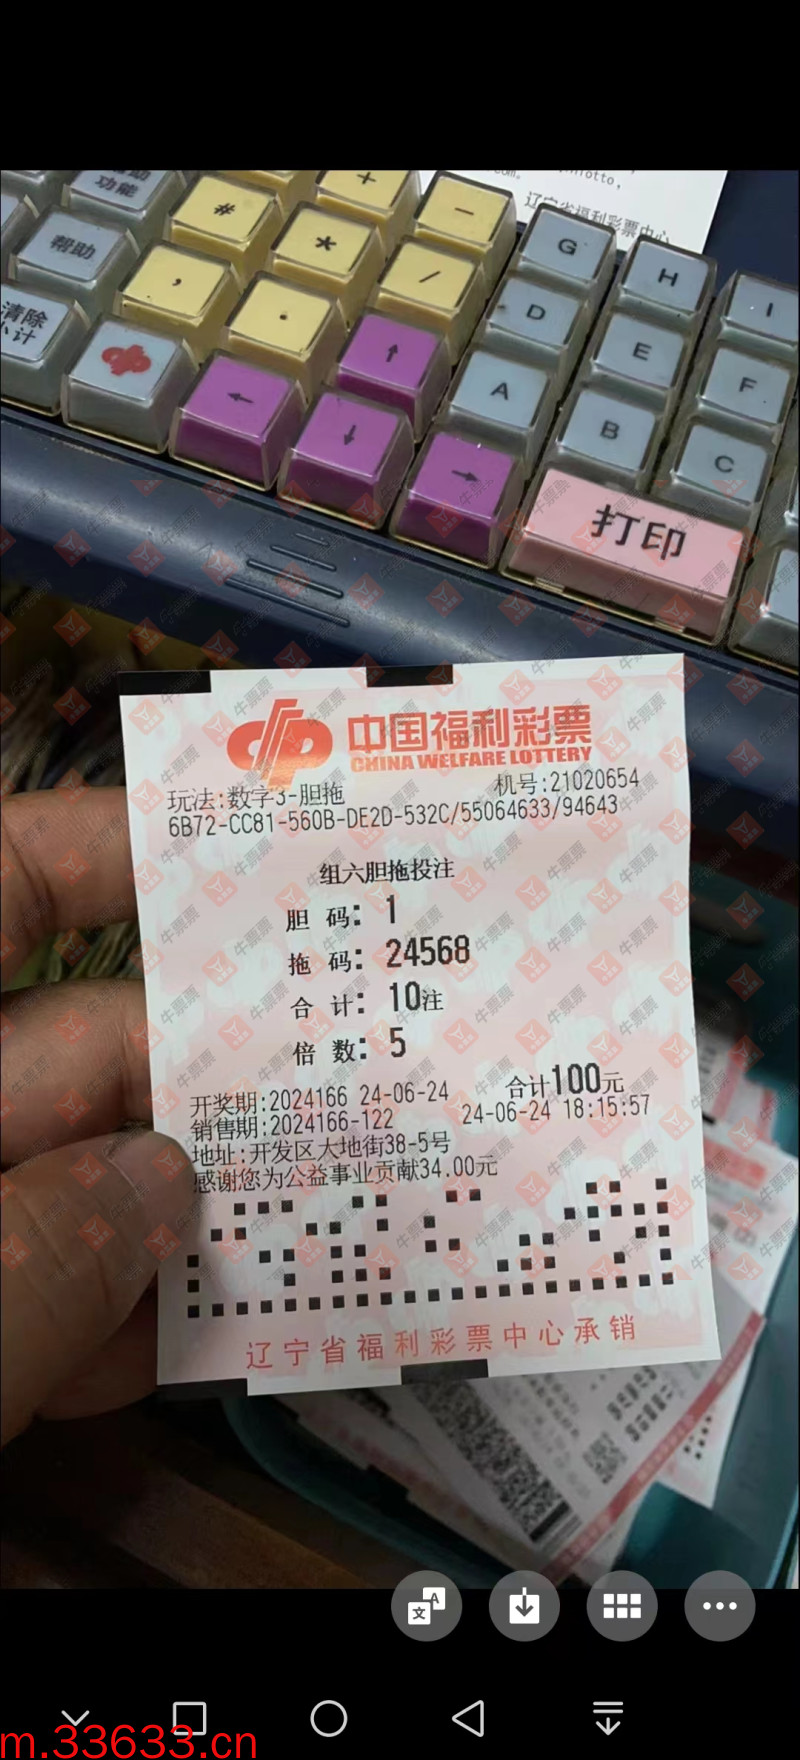 辽宁省福利彩票中心
功能
#
+
-
帮助
*
/
G
H
I
,
.
D
E
F
清除
小计
↑
A
B
C
←
↓
→
打印
中国福利彩票
CHINA WELFARE LOTTERY
玩法:数字3-胆拖 机号:21020654
6B72-CC81-560B-DE2D-532C/55064633/94643
组六胆拖投注
胆 码: 1
拖 码: 24568
合 计: 10注
倍 数: 5
开奖期:2024166 24-06-24 合计100元
销售期:2024166-122 24-06-24 18:15:57
地址:开发区大地街38-5号
感谢您为公益事业贡献34.00元
辽宁省福利彩票中心承销
牛票票
m.33633.cn